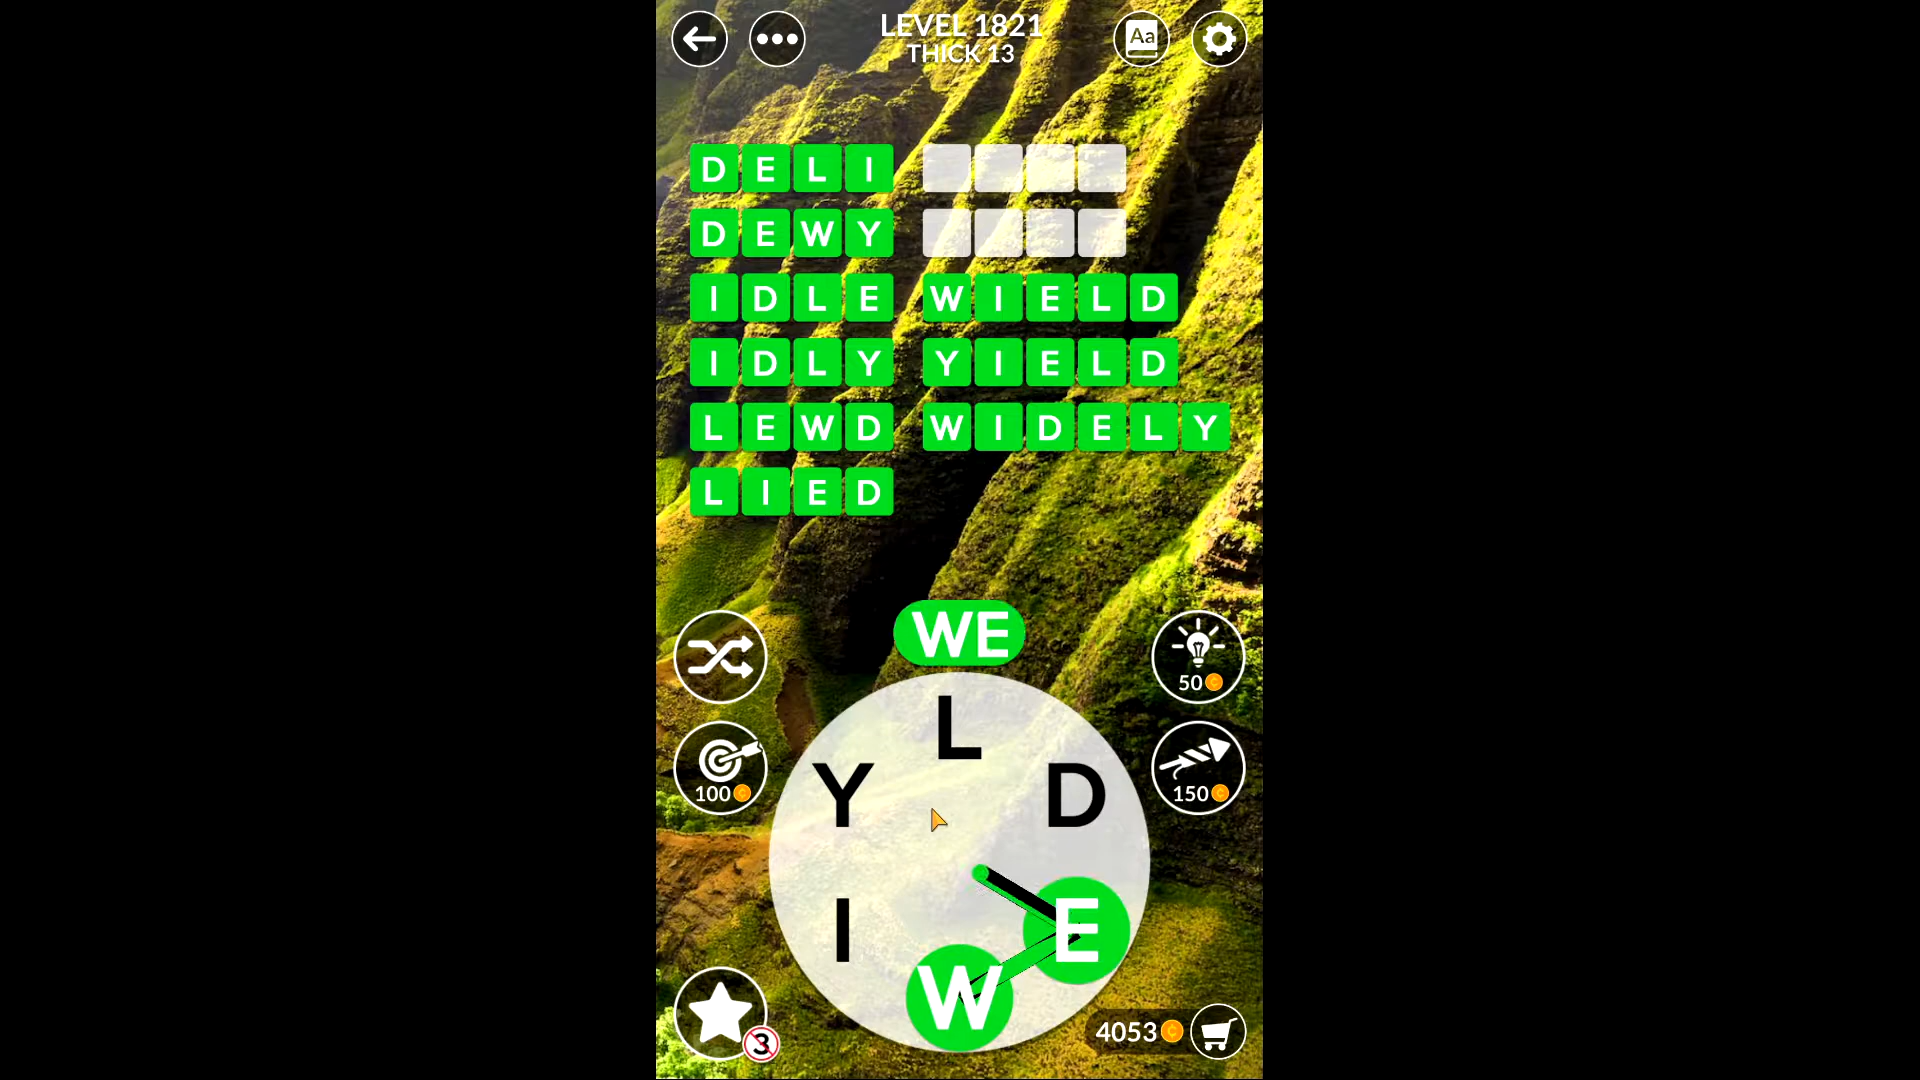 LEVEL 1821
THICK 13
Aa
DELI
DEWY
IDLE WIELD
IDLY YIELD
LEWD WIDELY
LIED
WE
50
100
150
L
Y D
I E
W
3
4053